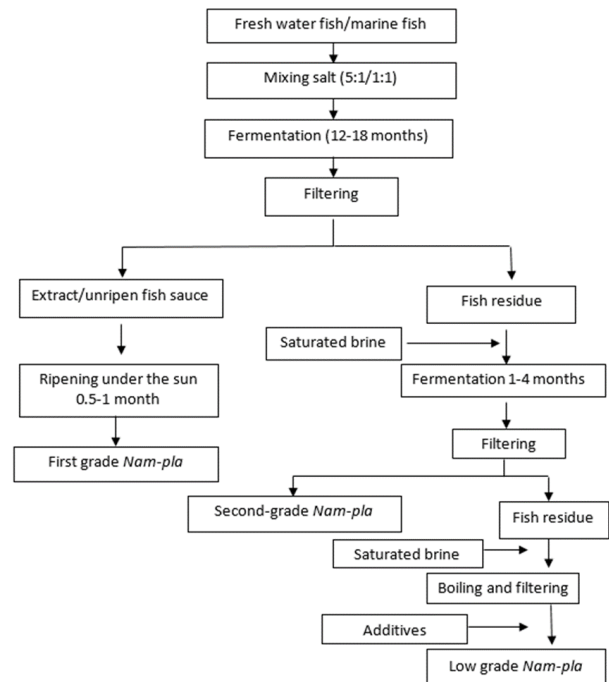 Fresh water fish/marine fish
Mixing salt (5:1/1:1)
Fermentation (12-18 months)
Filtering
Extract/unripen fish sauce
Fish residue
Saturated brine
Ripening under the sun
0.5-1 month
Fermentation 1-4 months
First grade Nam-pla
Filtering
Second-grade Nam-pla
Fish residue
Saturated brine
Boiling and filtering
Additives
Low grade Nam-pla